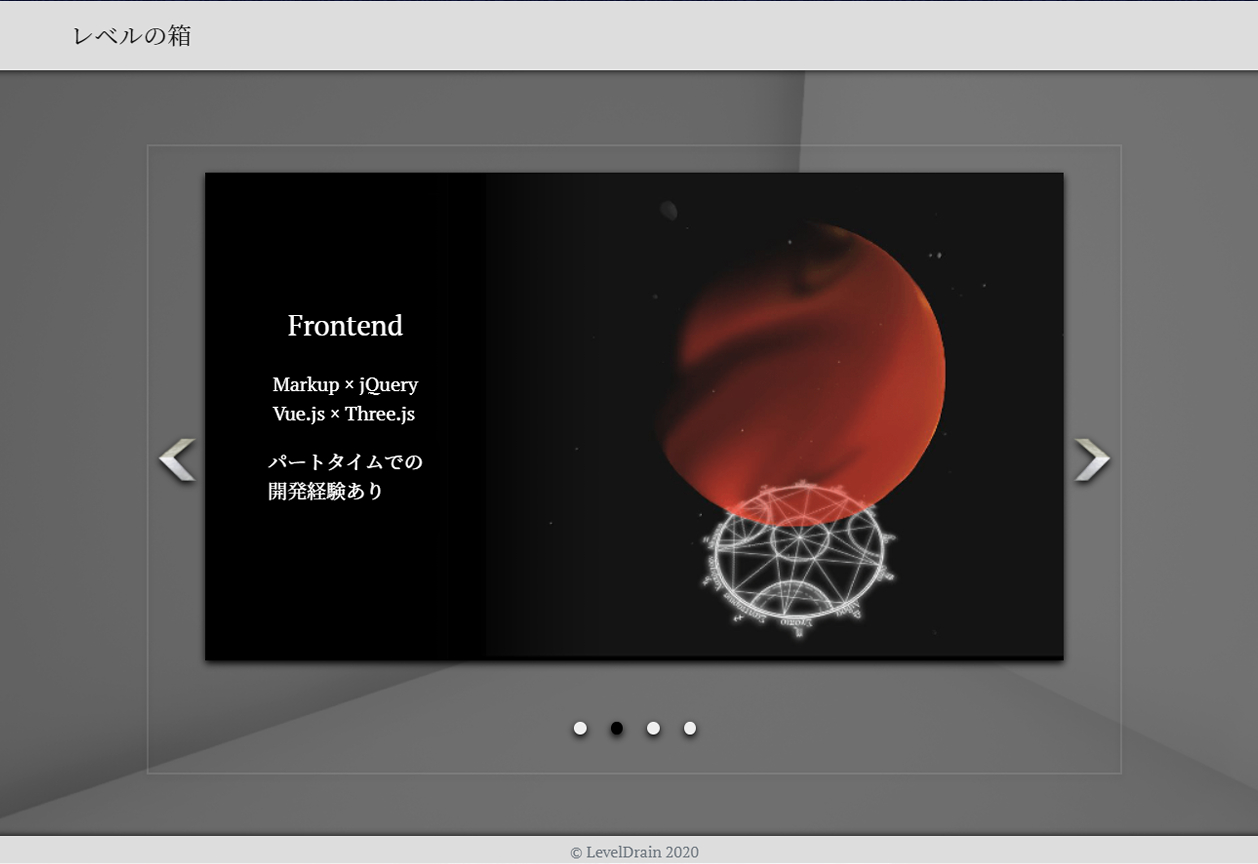 レベルの箱
Frontend
Markup × jQuery
Vue.js × Three.js
パートタイムでの
開発経験あり
© LevelDrain 2020